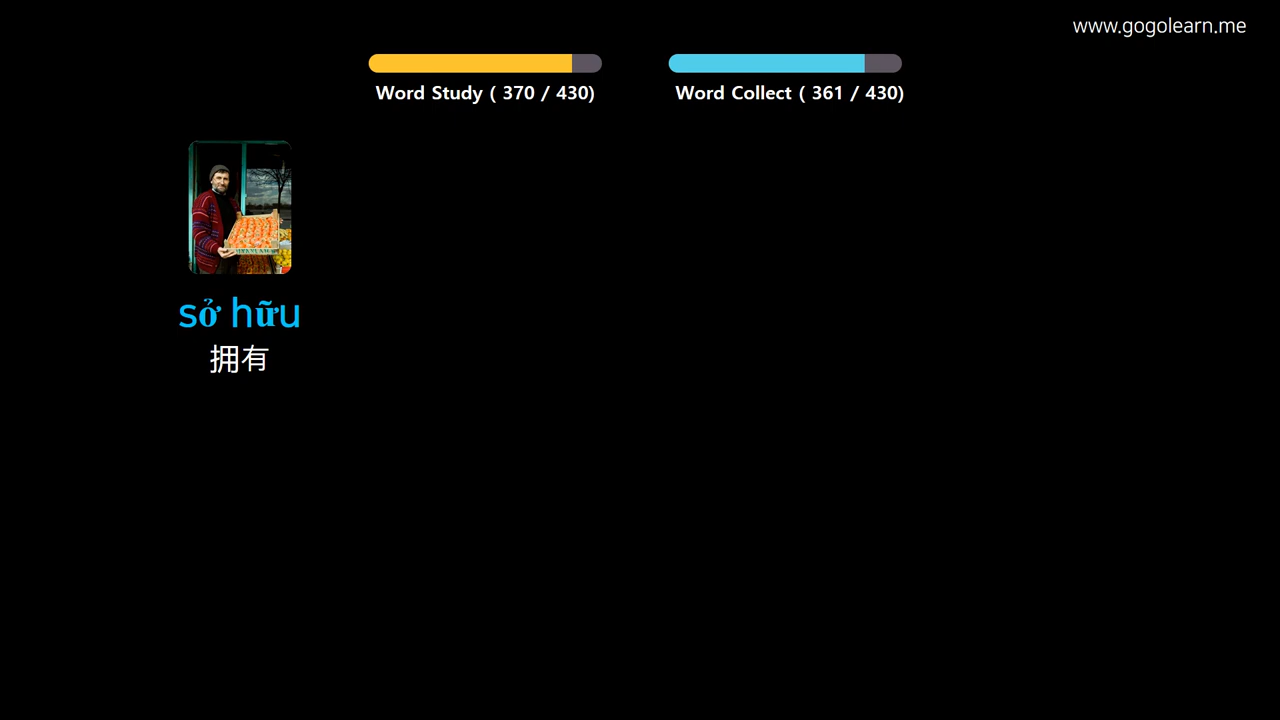 www.gogolearn.me
Word Study ( 370 / 430)
Word Collect ( 361 / 430)
sở hữu
拥有